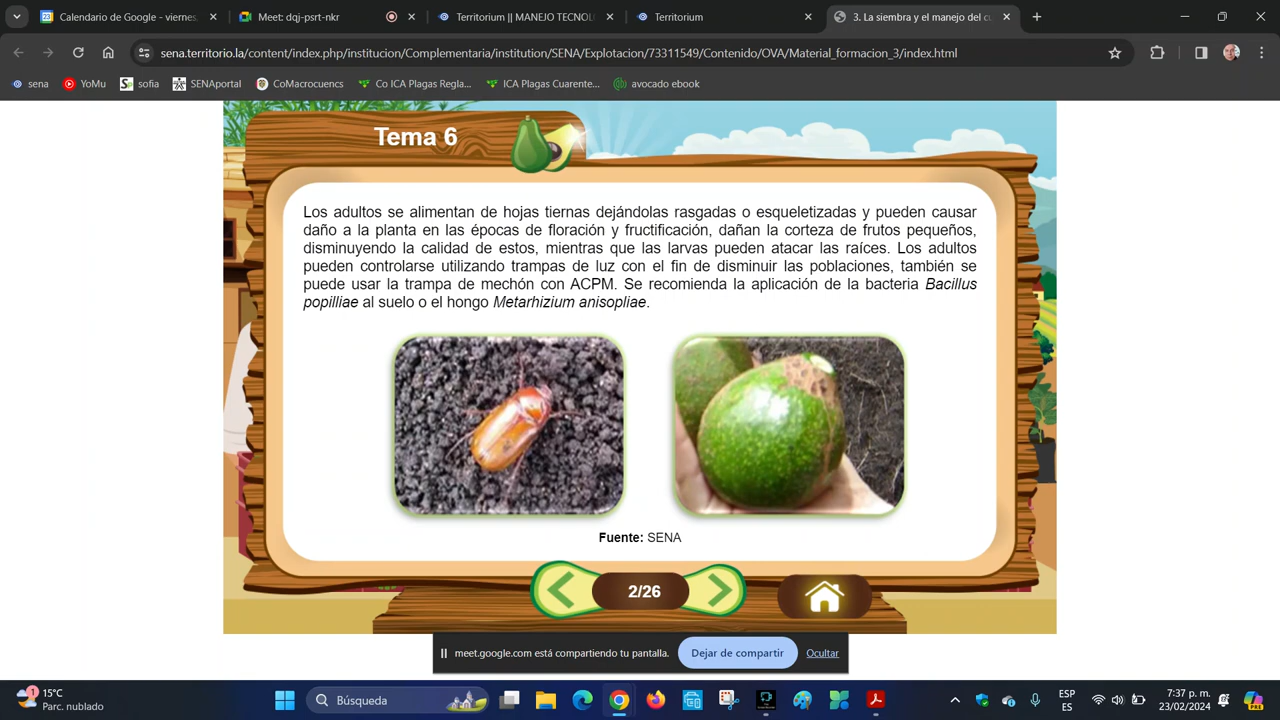 Calendario de Google - viernes,
Meet: dqj-psrt-nkr
Territorium || MANEJO TECNOL
Territorium
3. La siembra y el manejo del cu
sena.territorio.la/content/index.php/institucion/Complementaria/institution/SENA/Explotacion/73311549/Contenido/OVA/Material_formacion_3/index.html
sena
YoMu
sofia
SENAportal
CoMacrocuencs
Co ICA Plagas Regla...
ICA Plagas Cuarente...
avocado ebook
Tema 6
Los adultos se alimentan de hojas tiernas dejándolas rasgadas o esqueletizadas y pueden causar
daño a la planta en las épocas de floración y fructificación, dañan la corteza de frutos pequeños,
disminuyendo la calidad de estos, mientras que las larvas pueden atacar las raíces. Los adultos
pueden controlarse utilizando trampas de luz con el fin de disminuir las poblaciones, también se
puede usar la trampa de mechón con ACPM. Se recomienda la aplicación de la bacteria Bacillus
popilliae al suelo o el hongo Metarhizium anisopliae.
Fuente: SENA
2/26
meet.google.com está compartiendo tu pantalla.
Dejar de compartir
Ocultar
1
15°C
Parc. nublado
Búsqueda
ESP
ES
7:37 p. m.
23/02/2024